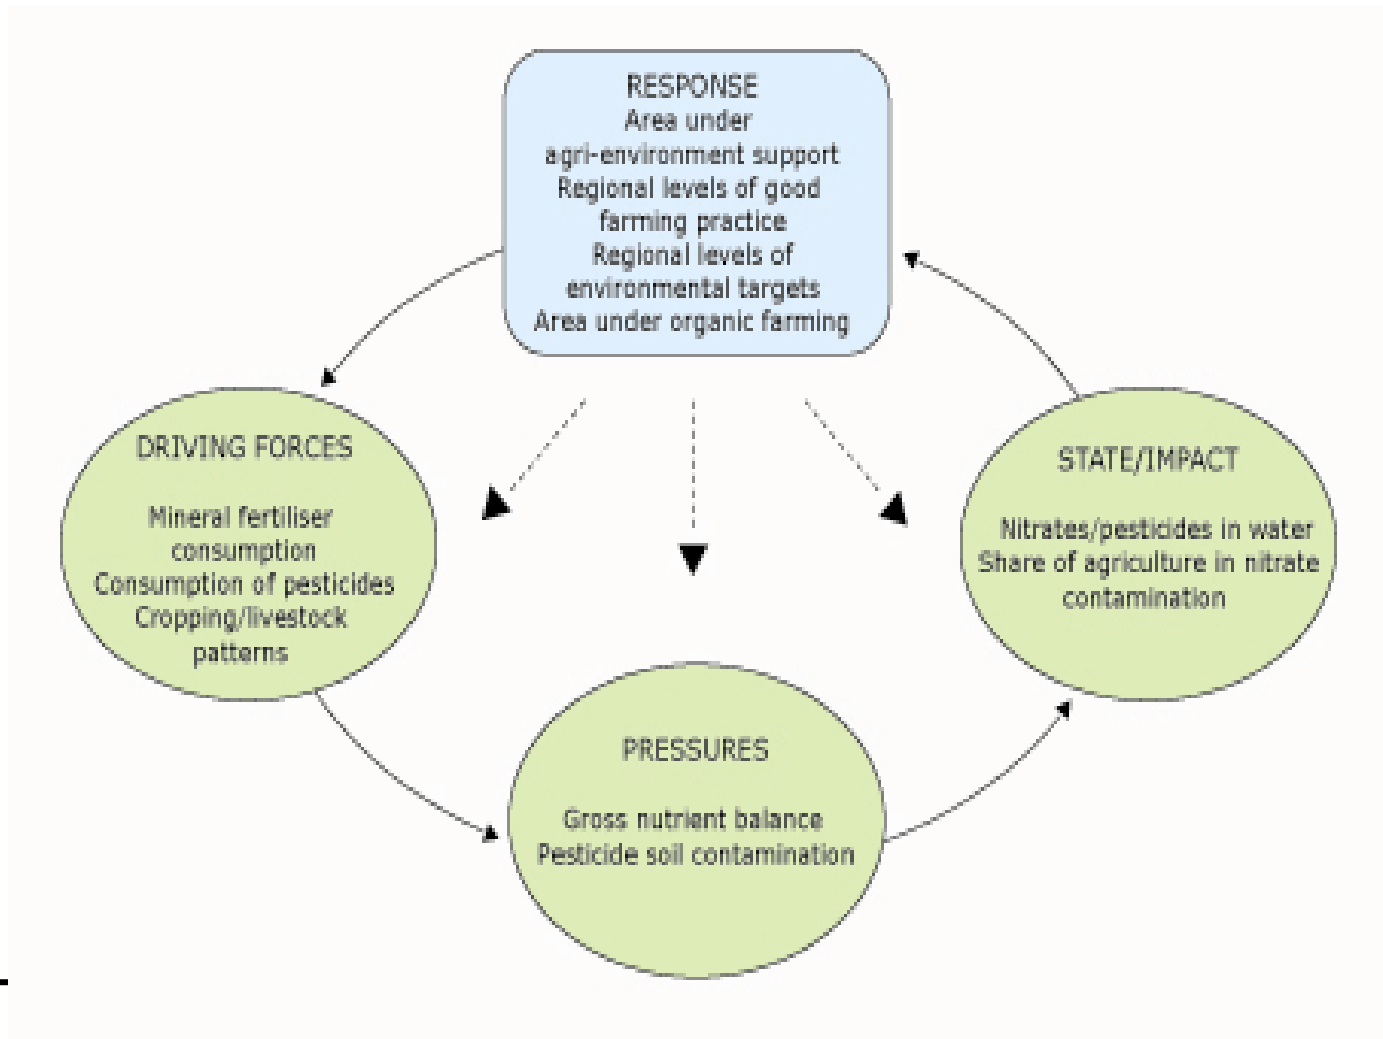 RESPONSE
Area under
agri-environment support
Regional levels of good
farming practice
Regional levels of
environmental targets
Area under organic farming
DRIVING FORCES
Mineral fertiliser
consumption
Consumption of pesticides
Cropping/livestock
patterns
STATE/IMPACT
Nitrates/pesticides in water
Share of agriculture in nitrate
contamination
PRESSURES
Gross nutrient balance
Pesticide soil contamination